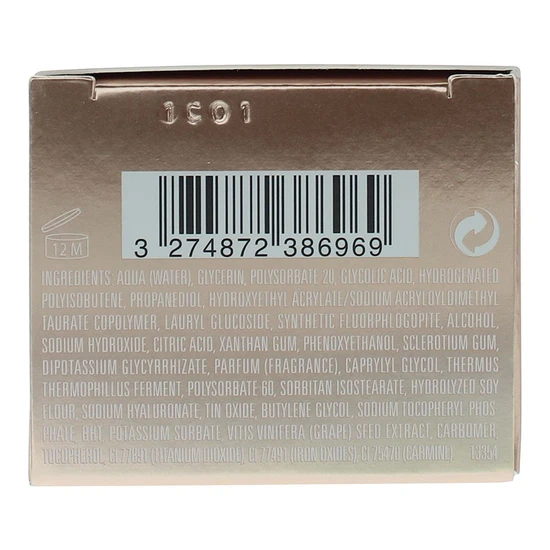 1501
3 274872 386969
12 M
INGREDIENTS: AQUA (WATER), GLYCERIN, POLYSORBATE 20, GLYCOLIC ACID, HYDROGENATED
POLYISOBUTENE, PROPANEDIOL, HYDROXYETHYL ACRYLATE/SODIUM ACRYLOYLDIMETHYL
TAURATE COPOLYMER, LAURYL GLUCOSIDE, SYNTHETIC FLUORPHLOGOPITE, ALCOHOL,
SODIUM HYDROXIDE, CITRIC ACID, XANTHAN GUM, PHENOXYETHANOL, SCLEROTIUM GUM,
DIPOTASSIUM GLYCYRRHIZATE, PARFUM (FRAGRANCE), CAPRYLYL GLYCOL, THERMUS
THERMOPHILLUS FERMENT, POLYSORBATE 60, SORBITAN ISOSTEARATE, HYDROLYZED SOY
FLOUR, SODIUM HYALURONATE, TIN OXIDE, BUTYLENE GLYCOL, SODIUM TOCOPHERYL PHOS
PHATE, BHT, POTASSIUM SORBATE, VITIS VINIFERA (GRAPE) SEED EXTRACT, CARBOMER,
TOCOPHEROL, CI 77891 (TITANIUM DIOXIDE), CI 77491 (IRON OXIDES), CI 75470 (CARMINE). 13354